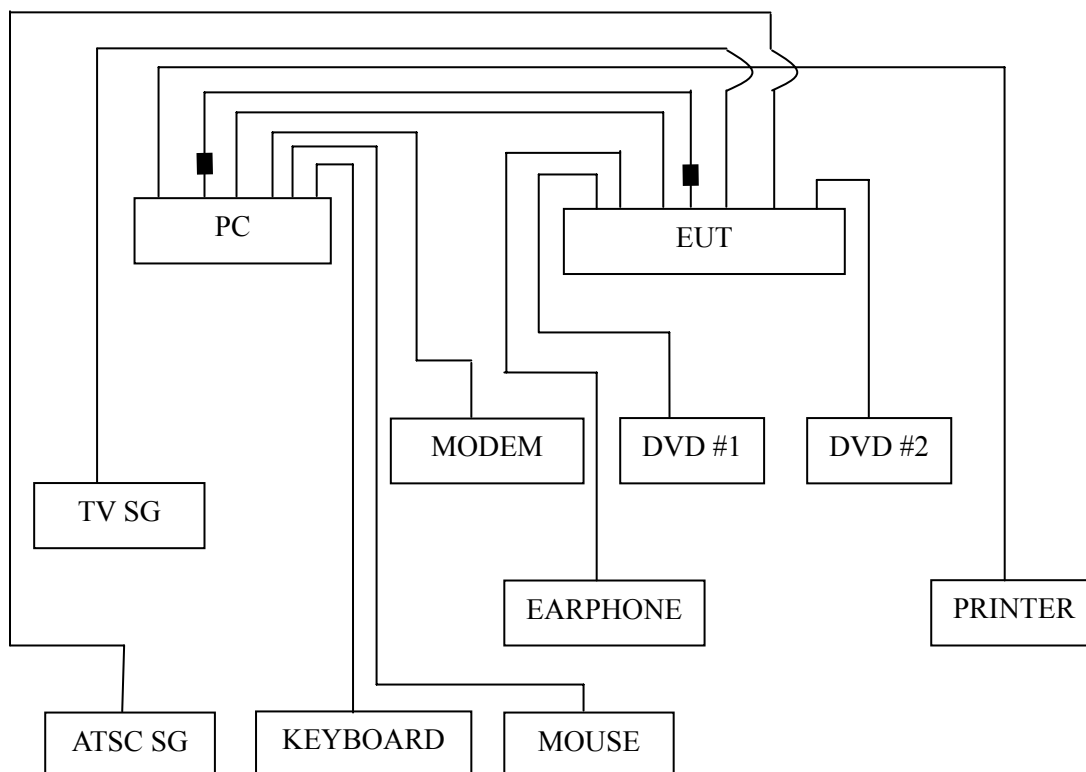 PC
EUT
MODEM
DVD #1
DVD #2
TV SG
EARPHONE
PRINTER
ATSC SG
KEYBOARD
MOUSE